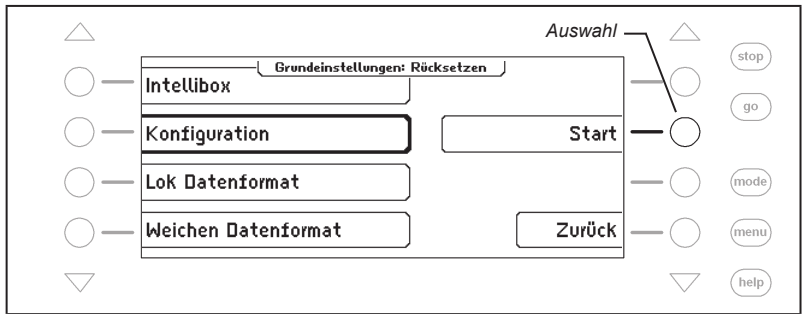 Auswahl
Grundeinstellungen: Rücksetzen
Intellibox
Konfiguration
Start
Lok Datenformat
Weichen Datenformat
Zurück
stop
go
mode
menu
help